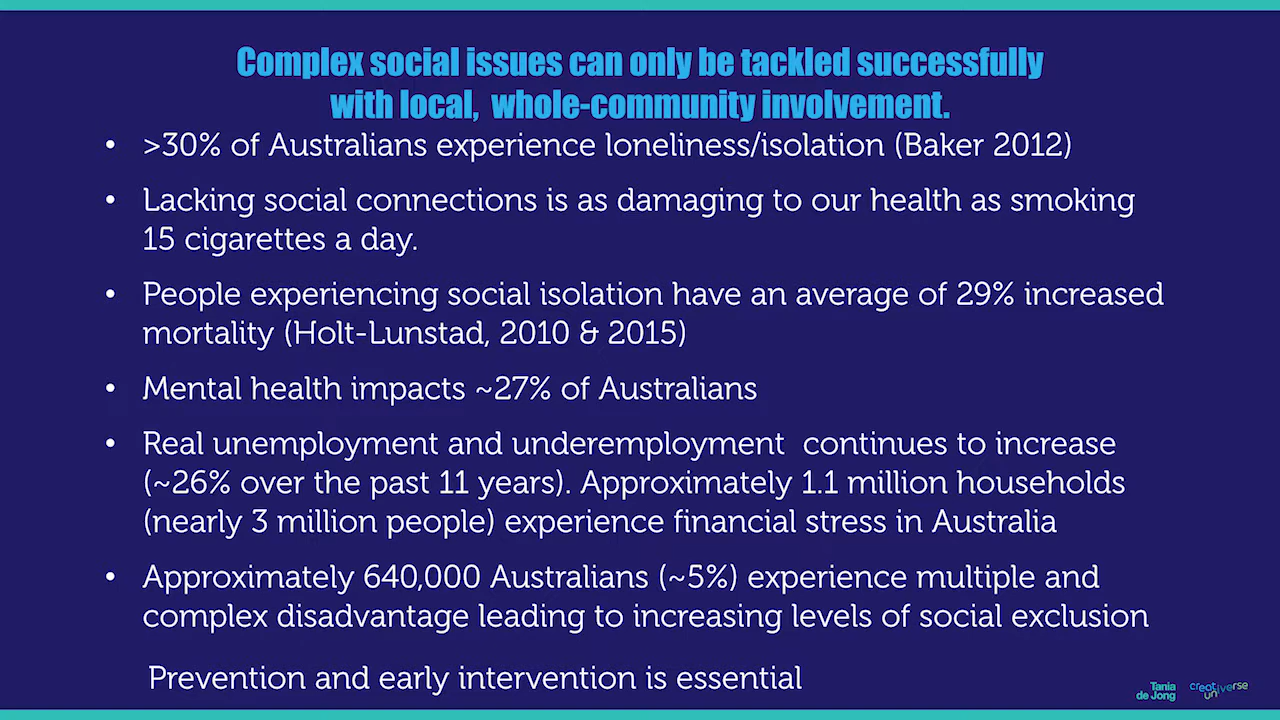 Complex social issues can only be tackled successfully
with local,  whole-community involvement.
• >30% of Australians experience loneliness/isolation (Baker 2012)
• Lacking social connections is as damaging to our health as smoking
15 cigarettes a day.
• People experiencing social isolation have an average of 29% increased
mortality (Holt-Lunstad, 2010 & 2015)
• Mental health impacts ~27% of Australians
• Real unemployment and underemployment  continues to increase
(~26% over the past 11 years). Approximately 1.1 million households
(nearly 3 million people) experience financial stress in Australia
• Approximately 640,000 Australians (~5%) experience multiple and
complex disadvantage leading to increasing levels of social exclusion
Prevention and early intervention is essential
Tania
de Jong
creative universe